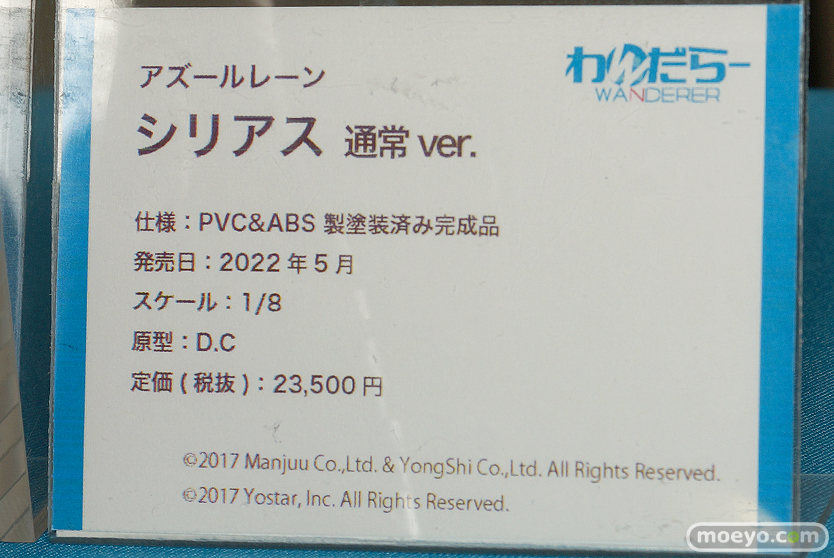 アズールレーン
わんだらー
WANDERER
シリアス 通常 ver.
仕様：PVC&ABS 製塗装済み完成品
発売日：2022 年 5 月
スケール：1/8
原型：D.C
定価 ( 税抜 )：23,500 円
©2017 Manjuu Co.,Ltd. & YongShi Co.,Ltd. All Rights Reserved.
©2017 Yostar, Inc. All Rights Reserved.
moeyo.com